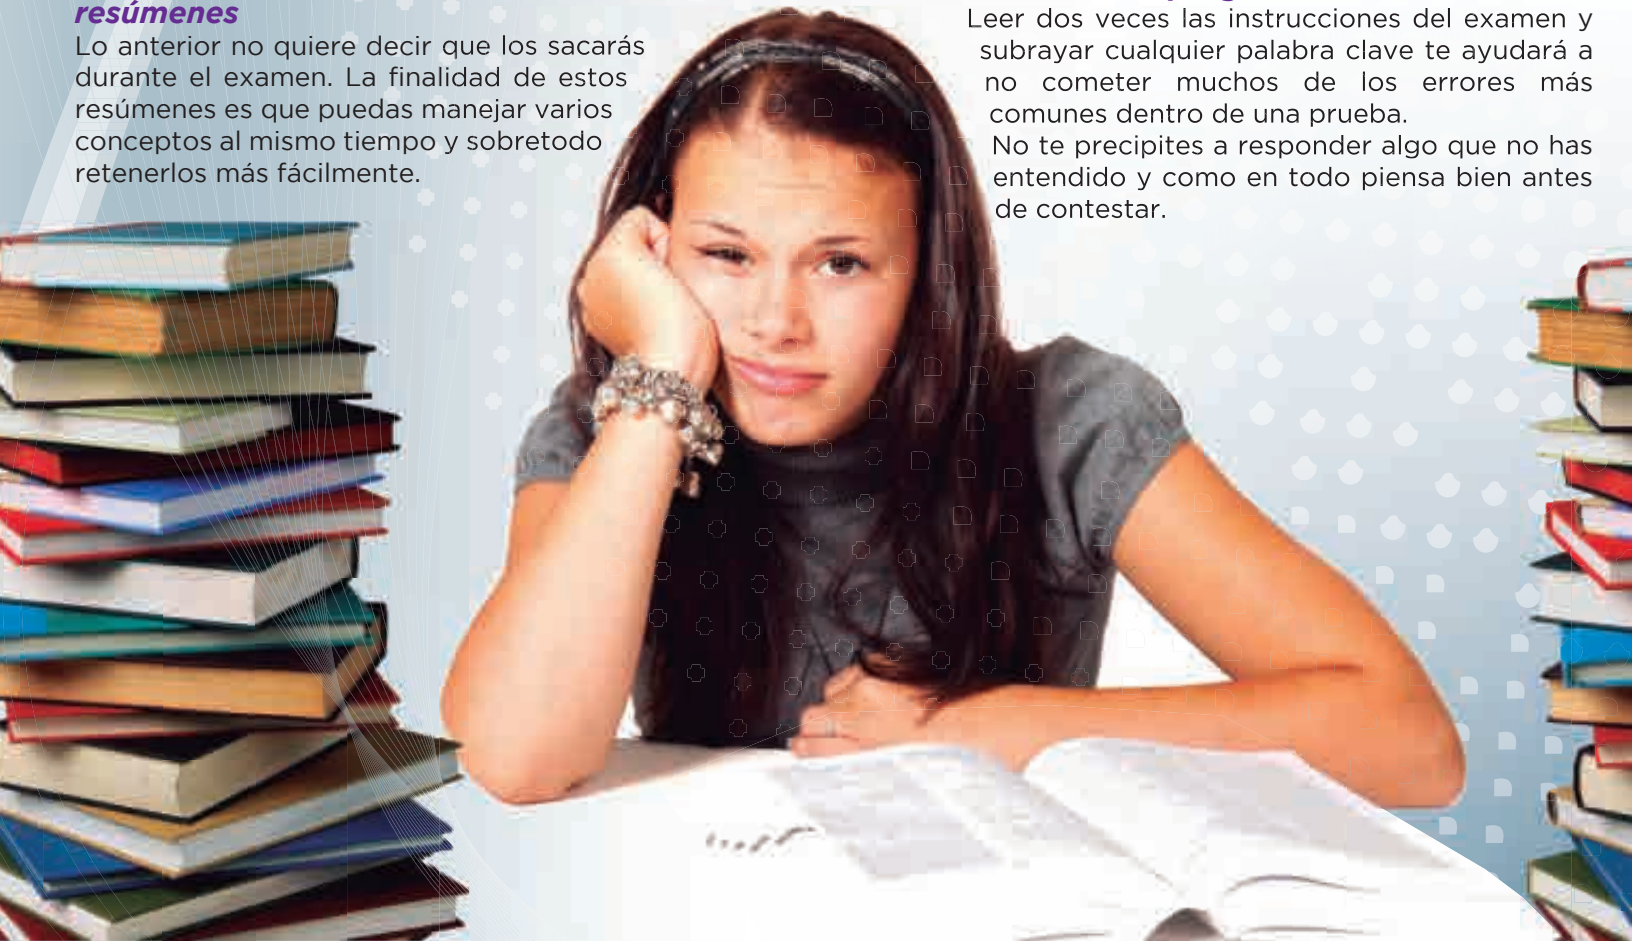 resúmenes
Lo anterior no quiere decir que los sacarás
durante el examen. La finalidad de estos
resúmenes es que puedas manejar varios
conceptos al mismo tiempo y sobretodo
retenerlos más fácilmente.
Leer dos veces las instrucciones del examen y
subrayar cualquier palabra clave te ayudará a
no cometer muchos de los errores más
comunes dentro de una prueba.
No te precipites a responder algo que no has
entendido y como en todo piensa bien antes
de contestar.